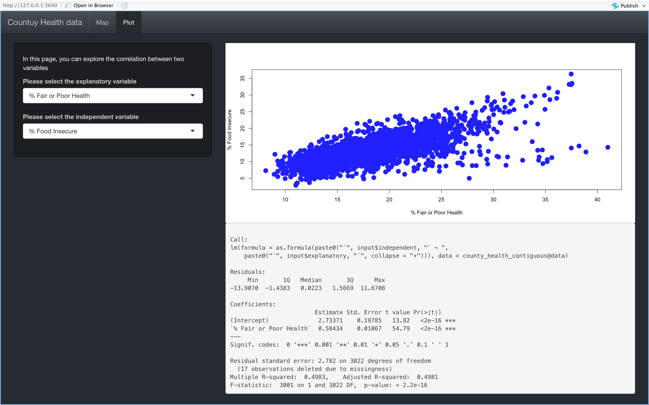 http://127.0.0.1:3640
Open in Browser
Publish
Countuy Health data
Map
Plot
In this page, you can explore the correlation between two
variables
Please select the explanatory variable
% Fair or Poor Health
Please select the independent variable
% Food Insecure
% Food Insecure
35
30
25
20
15
10
5
10 15 20 25 30 35 40
% Fair or Poor Health
Call:
lm(formula = as.formula(paste0("`", input$independent, "` ~ ",
paste0("`", input$explanatory, "`", collapse = "+"))), data = county_health_contiguous@data)
Residuals:
Min 1Q Median 3Q Max
-13.9070 -1.4383 0.0223 1.5669 11.6708
Coefficients:
Estimate Std. Error t value Pr(>|t|)
(Intercept) 2.73371 0.19785 13.82 <2e-16 ***
`% Fair or Poor Health` 0.58434 0.01067 54.79 <2e-16 ***
---
Signif. codes: 0 ‘***’ 0.001 ‘**’ 0.01 ‘*’ 0.05 ‘.’ 0.1 ‘ ’ 1
Residual standard error: 2.782 on 3022 degrees of freedom
(17 observations deleted due to missingness)
Multiple R-squared: 0.4983, Adjusted R-squared: 0.4981
F-statistic: 3001 on 1 and 3022 DF, p-value: < 2.2e-16